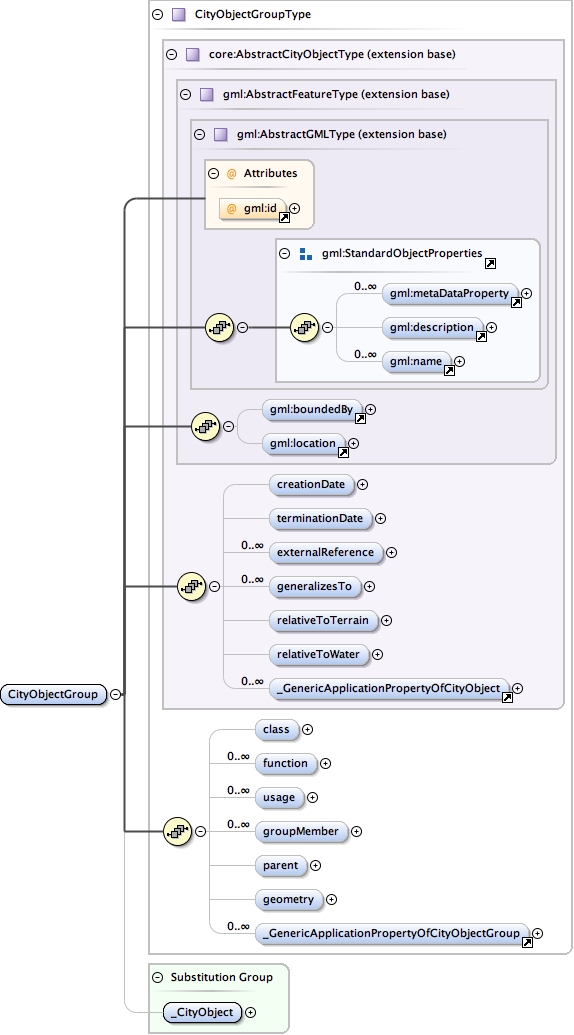 CityObjectGroupType
core:AbstractCityObjectType (extension base)
gml:AbstractFeatureType (extension base)
gml:AbstractGMLType (extension base)
@ Attributes
@ gml:id
gml:StandardObjectProperties
0..∞
gml:metaDataProperty
gml:description
0..∞
gml:name
gml:boundedBy
gml:location
creationDate
terminationDate
0..∞
externalReference
0..∞
generalizesTo
relativeToTerrain
relativeToWater
0..∞
_GenericApplicationPropertyOfCityObject
CityObjectGroup
class
0..∞
function
0..∞
usage
0..∞
groupMember
parent
geometry
0..∞
_GenericApplicationPropertyOfCityObjectGroup
Substitution Group
_CityObject